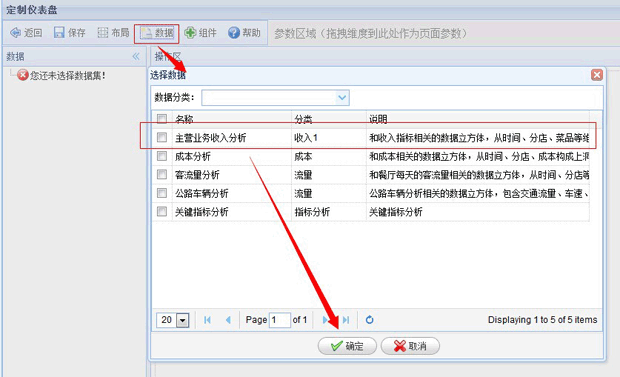 定制仪表盘
返回 保存 布局 数据 组件 帮助 参数区域（拖拽维度到此处作为页面参数）
数据 操作区
您还未选择数据集！
选择数据
数据分类：
名称 分类 说明
主营业务收入分析 收入1 和收入指标相关的数据立方体，从时间、分店、菜品等
成本分析 成本 和成本相关的数据立方体，从时间、分店、成本构成上
客流量分析 流量 和餐厅每天的客流量相关的数据立方体，从时间、分店等
公路车辆分析 流量 公路车辆分析相关的数据立方体，包含交通流量、车速、
关键指标分析 指标分析 关键指标分析
20 Page 1 of 1 Displaying 1 to 5 of 5 items
确定 取消